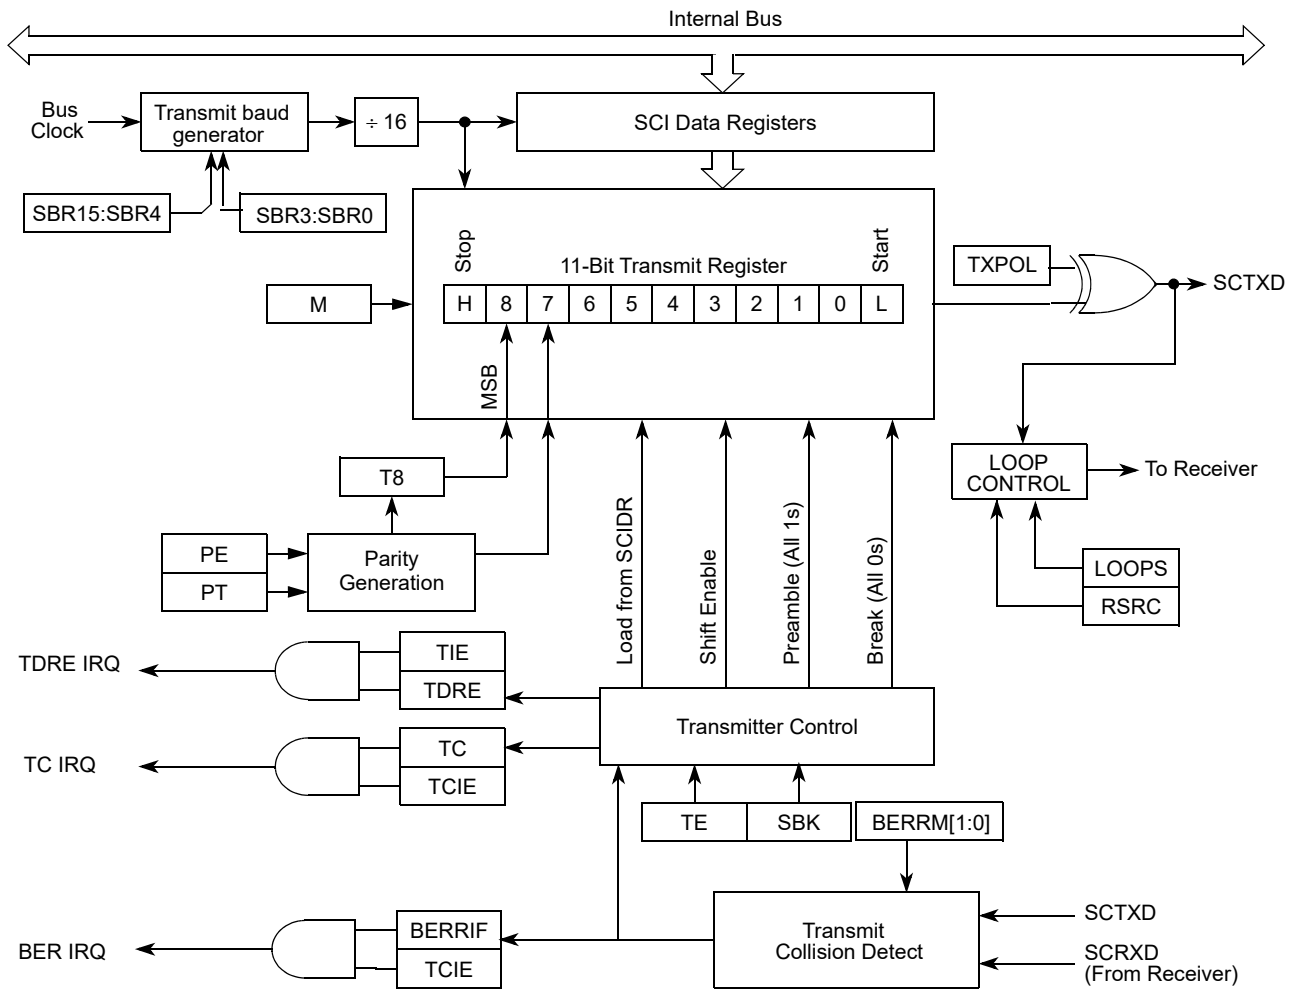 Internal Bus
Bus
Clock
Transmit baud
generator
÷ 16
SCI Data Registers
SBR15:SBR4
SBR3:SBR0
Stop
11-Bit Transmit Register
Start
H 8 7 6 5 4 3 2 1 0 L
M
MSB
TXPOL
SCTXD
T8
LOOP
CONTROL
To Receiver
PE
PT
Parity
Generation
Load from SCIDR
Shift Enable
Preamble (All 1s)
Break (All 0s)
LOOPS
RSRC
TDRE IRQ
TIE
TDRE
TC IRQ
TC
TCIE
Transmitter Control
TE
SBK
BERRM[1:0]
BER IRQ
BERRIF
TCIE
Transmit
Collision Detect
SCTXD
SCRXD
(From Receiver)